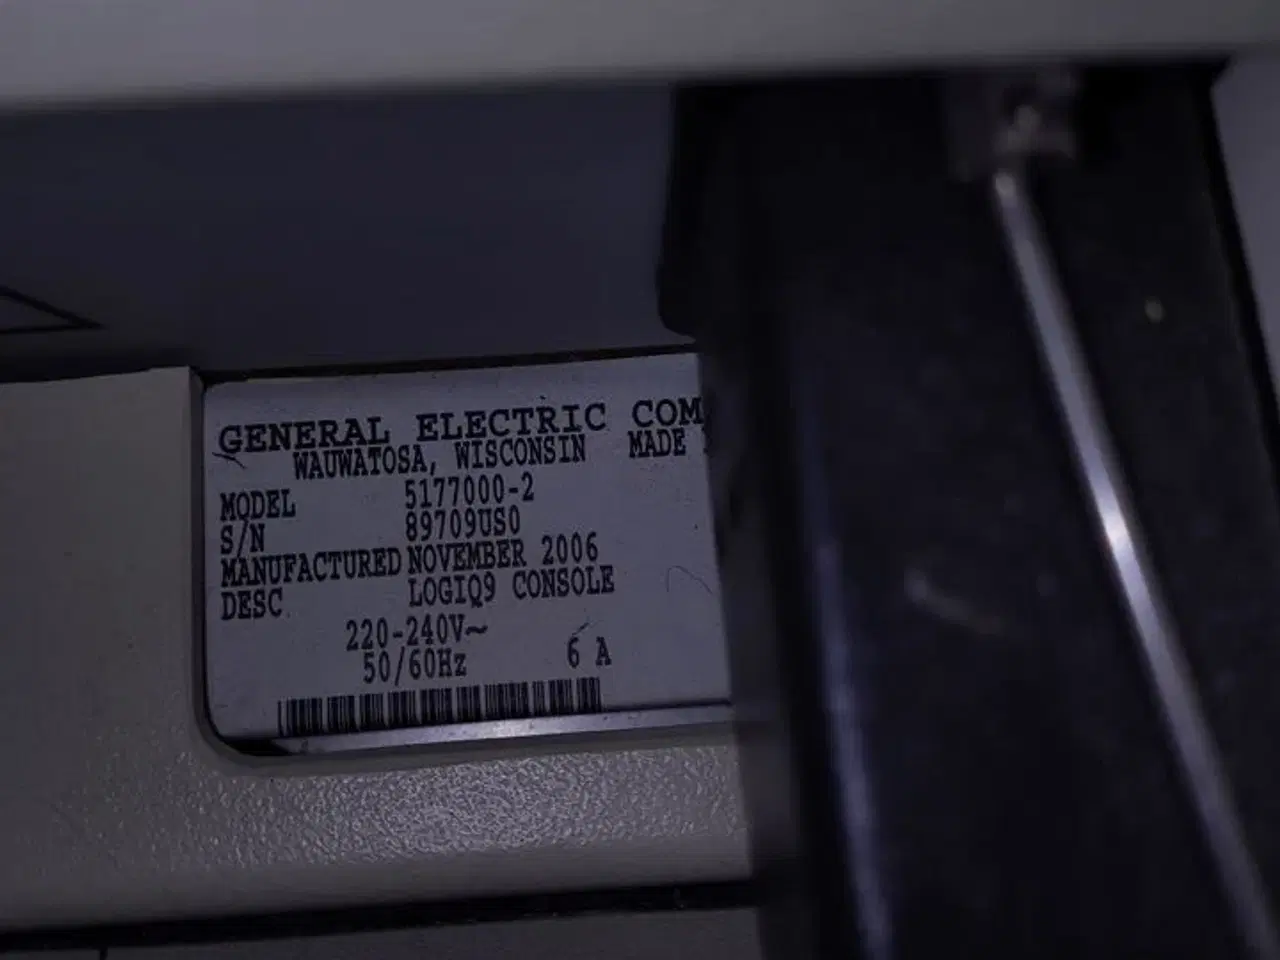 GENERAL ELECTRIC COM
WAUWATOSA, WISCONSIN MADE
MODEL 5177000-2
S/N 89709US0
MANUFACTURED NOVEMBER 2006
DESC LOGIQ9 CONSOLE
220-240V~
50/60Hz 6 A